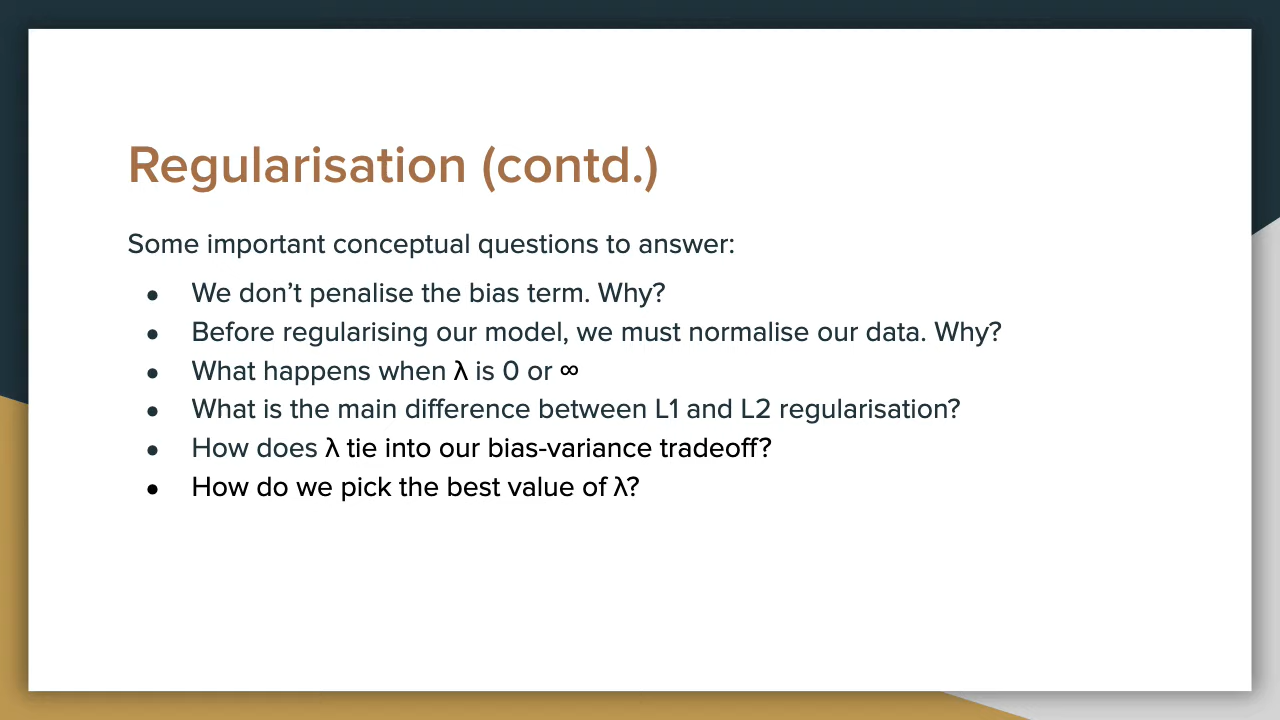 Regularisation (contd.)
Some important conceptual questions to answer:
● We don’t penalise the bias term. Why?
● Before regularising our model, we must normalise our data. Why?
● What happens when λ is 0 or ∞
● What is the main difference between L1 and L2 regularisation?
● How does λ tie into our bias-variance tradeoff?
● How do we pick the best value of λ?